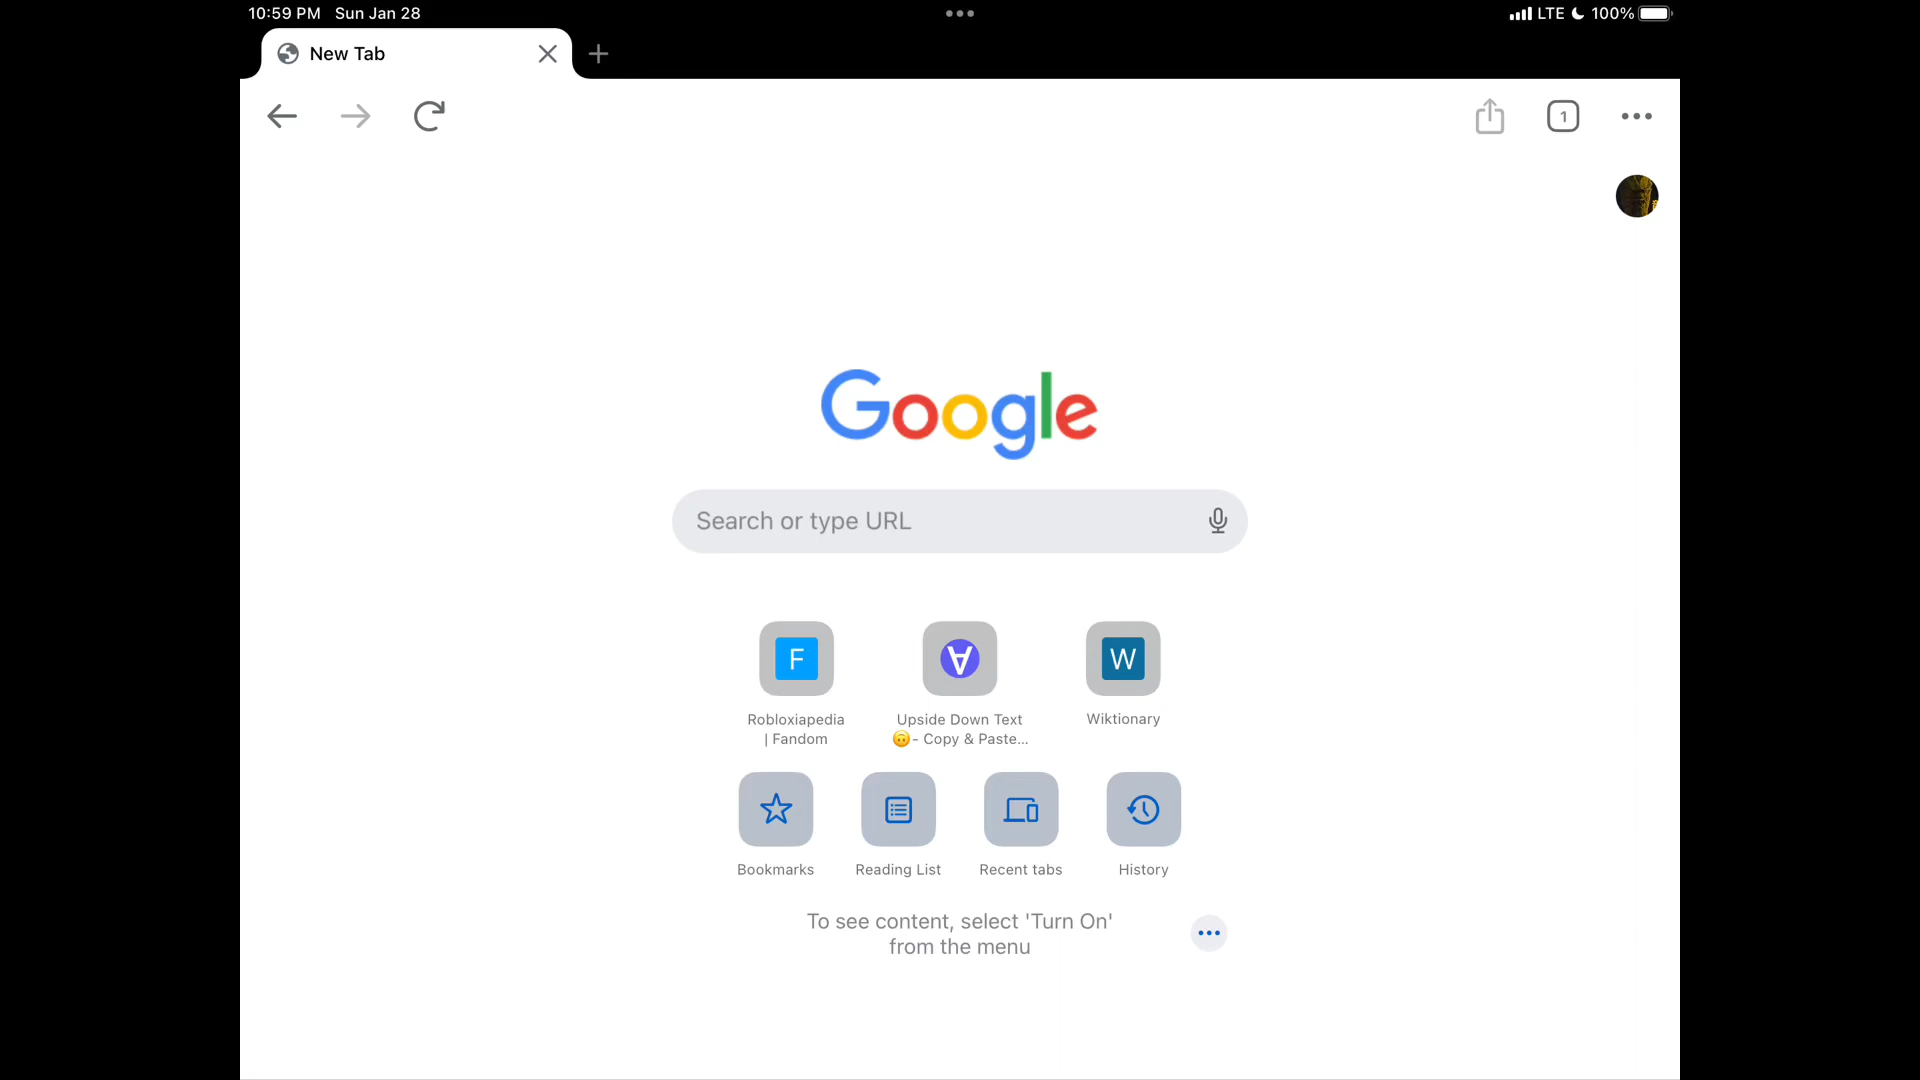 10:59 PM Sun Jan 28
LTE 100%
New Tab
1
Google
Search or type URL
F
∀
W
Robloxiapedia
| Fandom
Upside Down Text
🙃- Copy & Paste...
Wiktionary
Bookmarks
Reading List
Recent tabs
History
To see content, select 'Turn On'
from the menu